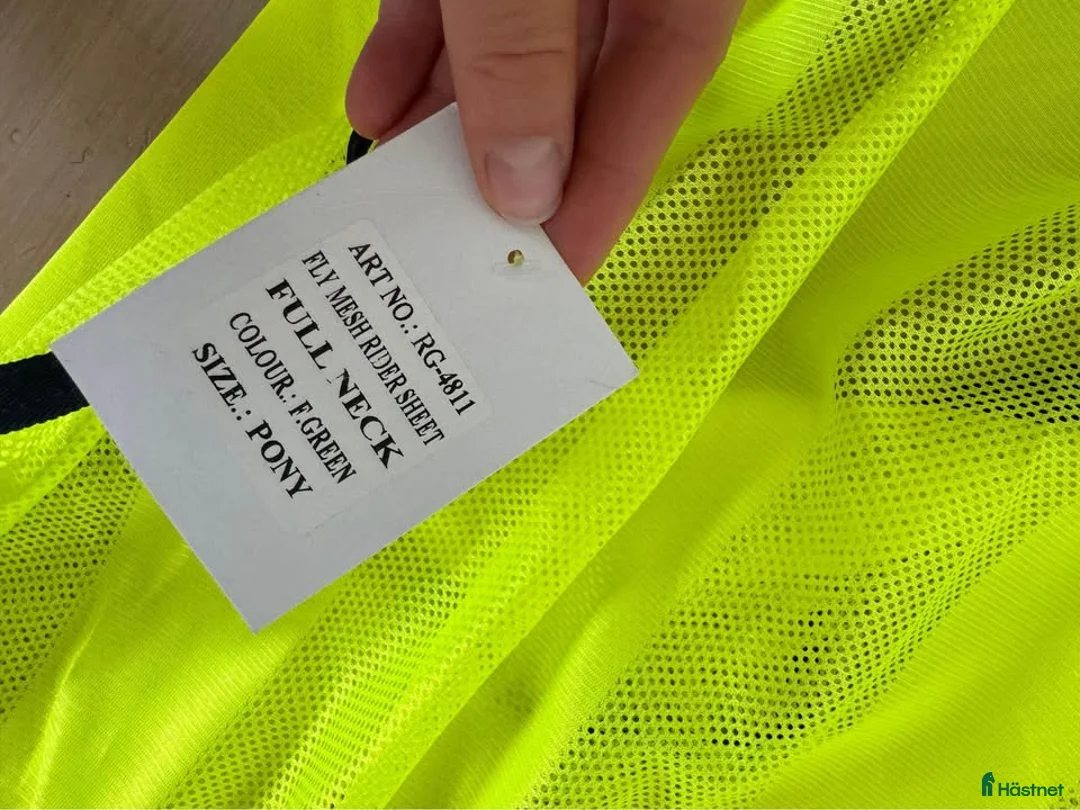 ART NO.: RG-4811
FLY MESH RIDER SHEET
FULL NECK
COLOUR.: F.GREEN
SIZE.: PONY
Hästnet